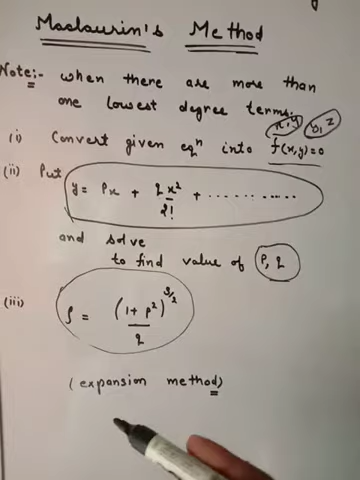 Maclaurin's Method
Note:- when there are more than
one lowest degree terms.
x,y y,z
(i) Convert given eqn into f(x,y)=0
(ii) Put
y = px + qx²/2! + ...........
and solve
to find value of p, q
(iii) ρ = (1+p²)^3/2 / q
(expansion method)